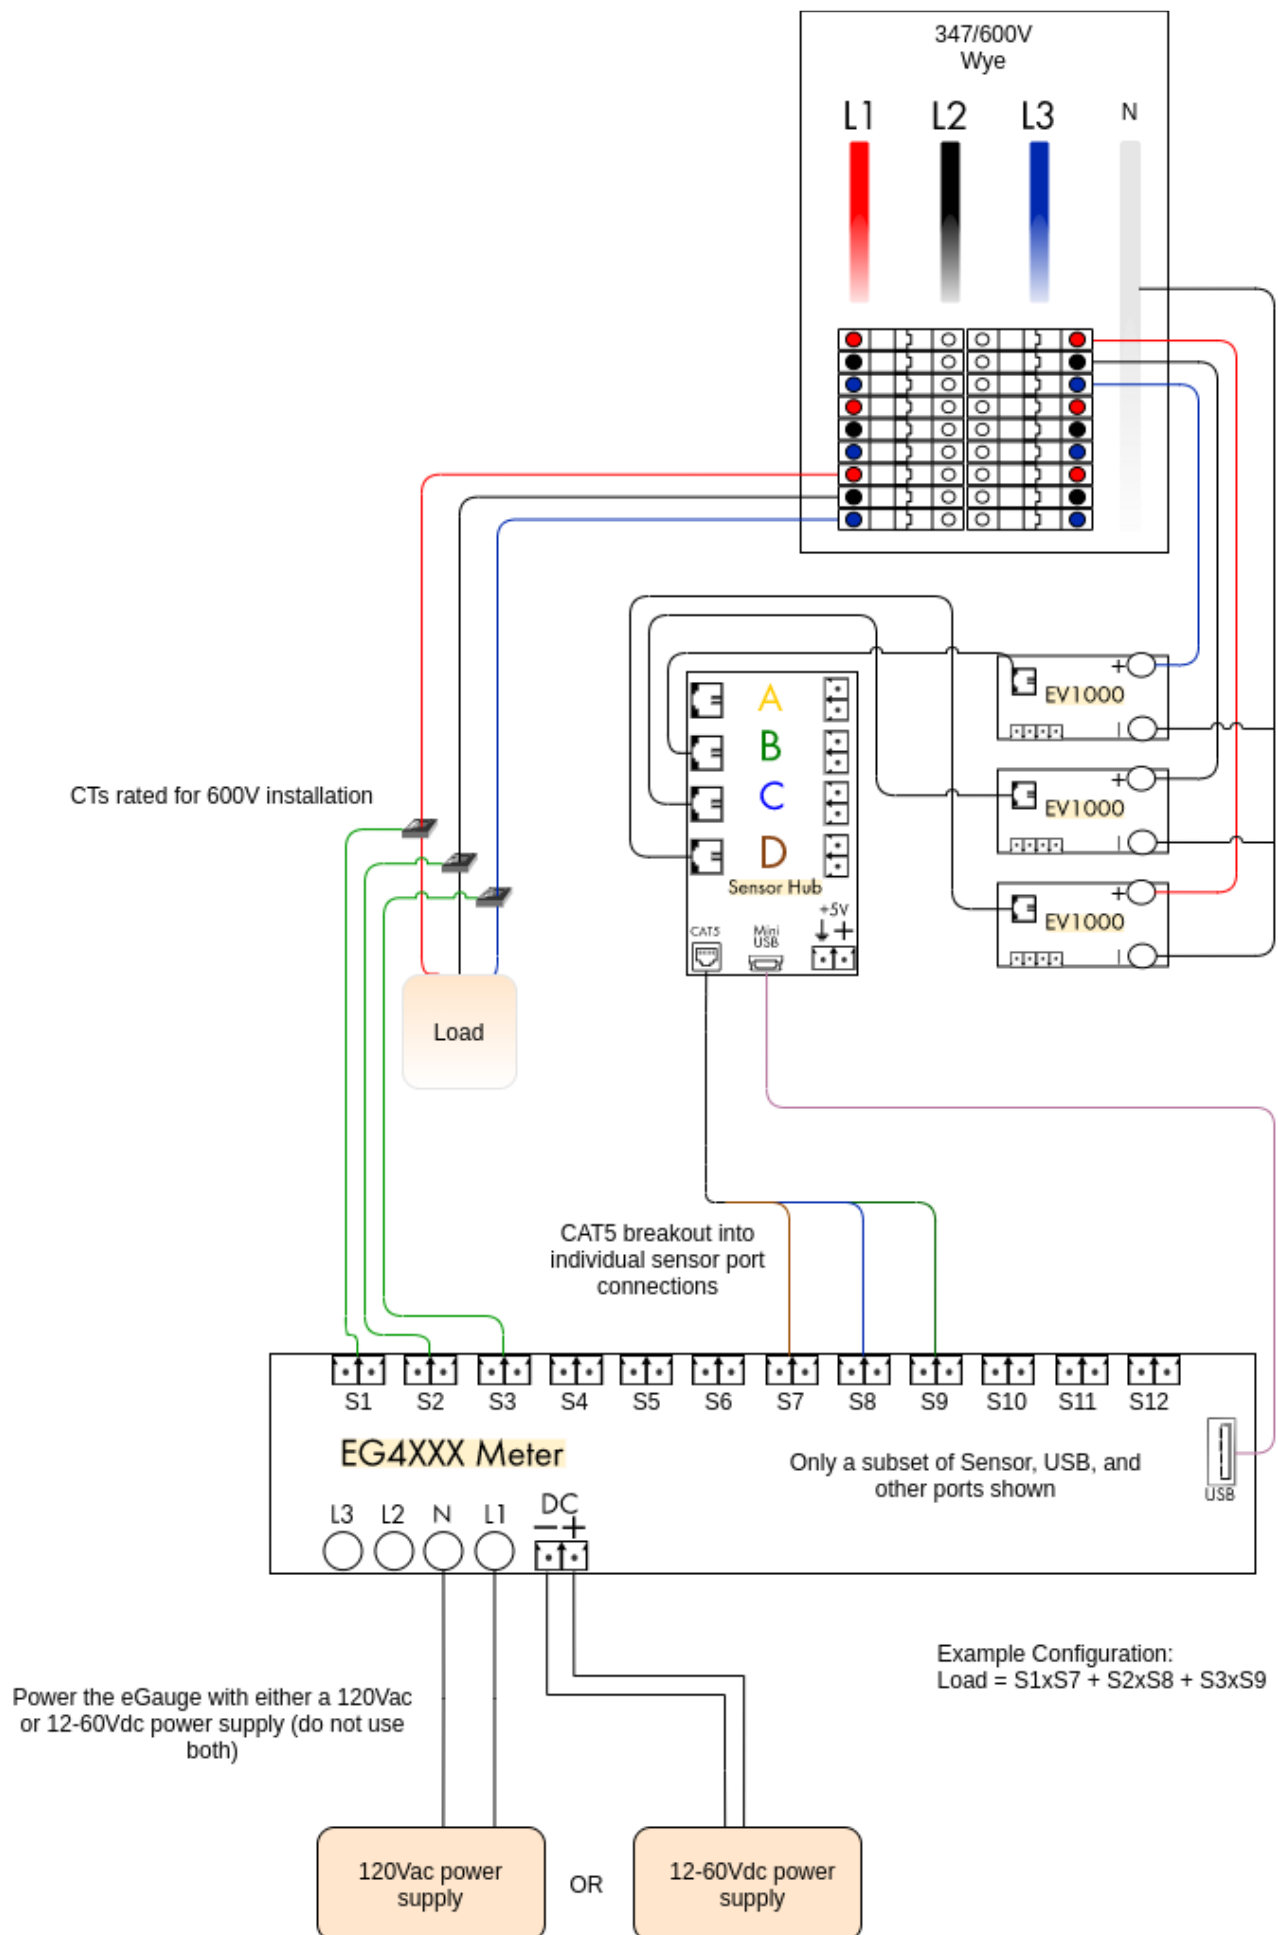 347/600V
Wye
L1
L2
L3
N
+
EV1000
−
+
EV1000
−
+
EV1000
−
A
B
C
D
Sensor Hub
+5V
+
CAT5
Mini
USB
CTs rated for 600V installation
Load
CAT5 breakout into
individual sensor port
connections
S1
S2
S3
S4
S5
S6
S7
S8
S9
S10
S11
S12
EG4XXX Meter
Only a subset of Sensor, USB, and
other ports shown
USB
L3
L2
N
L1
DC
− +
Example Configuration:
Load = S1xS7 + S2xS8 + S3xS9
Power the eGauge with either a 120Vac
or 12-60Vdc power supply (do not use
both)
120Vac power
supply
OR
12-60Vdc power
supply